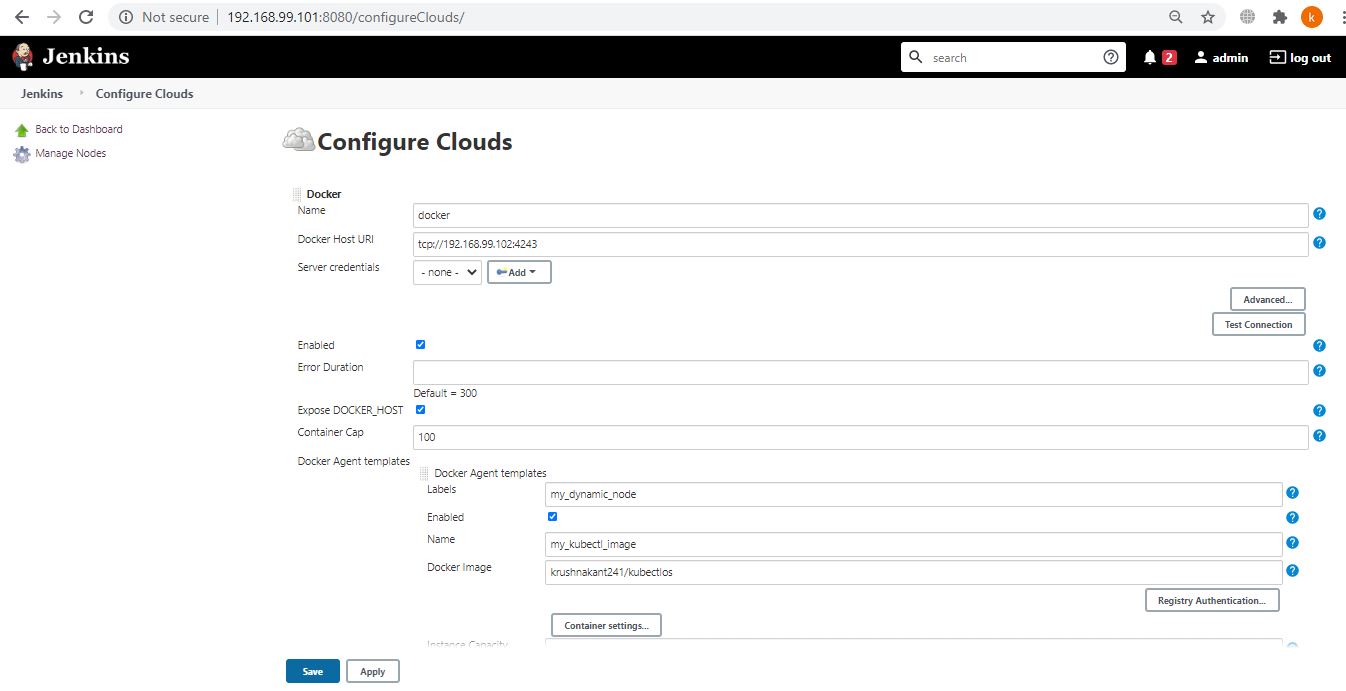 Not secure 192.168.99.101:8080/configureClouds/ k
Jenkins search 2 admin log out
Jenkins Configure Clouds
Back to Dashboard
Manage Nodes
Configure Clouds
Docker
Name docker
Docker Host URI tcp://192.168.99.102:4243
Server credentials - none - Add
Advanced...
Test Connection
Enabled
Error Duration
Default = 300
Expose DOCKER_HOST
Container Cap 100
Docker Agent templates
Docker Agent templates
Labels my_dynamic_node
Enabled
Name my_kubectl_image
Docker Image krushnakant241/kubectlos
Registry Authentication...
Container settings...
Instance Capacity
Save Apply